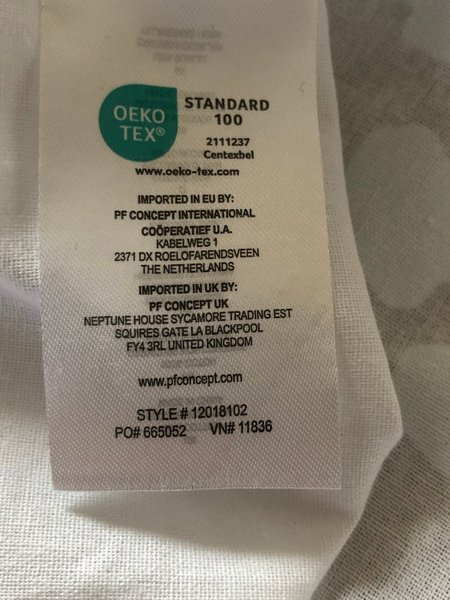 OEKO
TEX®
STANDARD
100
2111237
Centexbel
www.oeko-tex.com
IMPORTED IN EU BY:
PF CONCEPT INTERNATIONAL
COÖPERATIEF U.A.
KABELWEG 1
2371 DX ROELOFARENDSVEEN
THE NETHERLANDS
IMPORTED IN UK BY:
PF CONCEPT UK
NEPTUNE HOUSE SYCAMORE TRADING EST
SQUIRES GATE LA BLACKPOOL
FY4 3RL UNITED KINGDOM
www.pfconcept.com
STYLE # 12018102
PO# 665052 VN# 11836